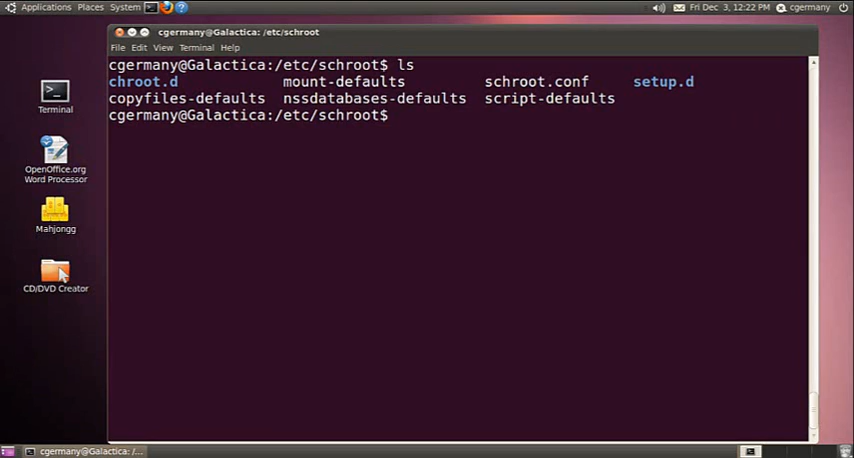 Applications Places System Fri Dec 3, 12:22 PM cgermany
cgermany@Galactica: /etc/schroot
File Edit View Terminal Help
cgermany@Galactica:/etc/schroot$ ls
chroot.d mount-defaults schroot.conf setup.d
copyfiles-defaults nssdatabases-defaults script-defaults
cgermany@Galactica:/etc/schroot$
Terminal
OpenOffice.org
Word Processor
Mahjongg
CD/DVD Creator
cgermany@Galactica: /...